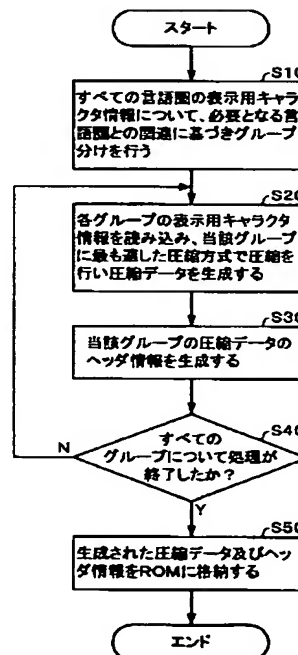 スタート
S10
すべての言語圏の表示用キャラ
クタ情報について、必要となる言
語圏との関連に基づきグループ
分けを行う
S20
各グループの表示用キャラクタ
情報を読み込み、当該グループ
に最も適した圧縮方式で圧縮を
行い圧縮データを生成する
S30
当該グループの圧縮データの
ヘッダ情報を生成する
S40
すべての
グループについて処理が
終了したか？
N
Y
S50
生成された圧縮データ及びヘッ
ダ情報をROMに格納する
エンド